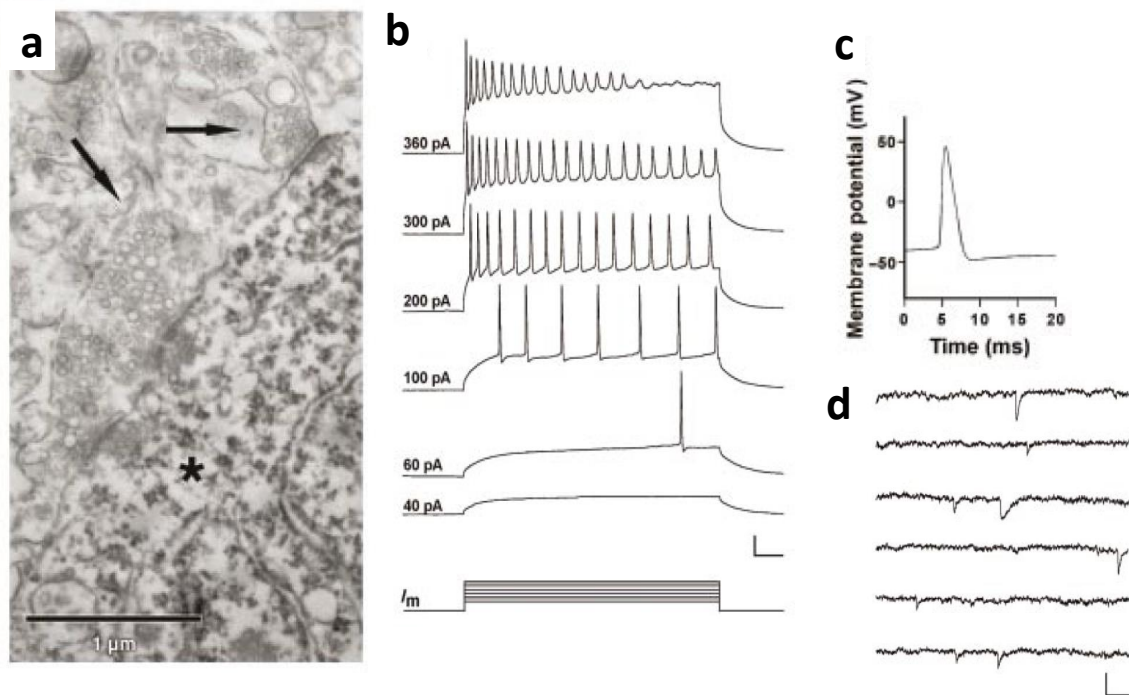 a
*
1 µm
b
360 pA
300 pA
200 pA
100 pA
60 pA
40 pA
Im
c
Membrane potential (mV)
50
0
−50
0 5 10 15 20
Time (ms)
d